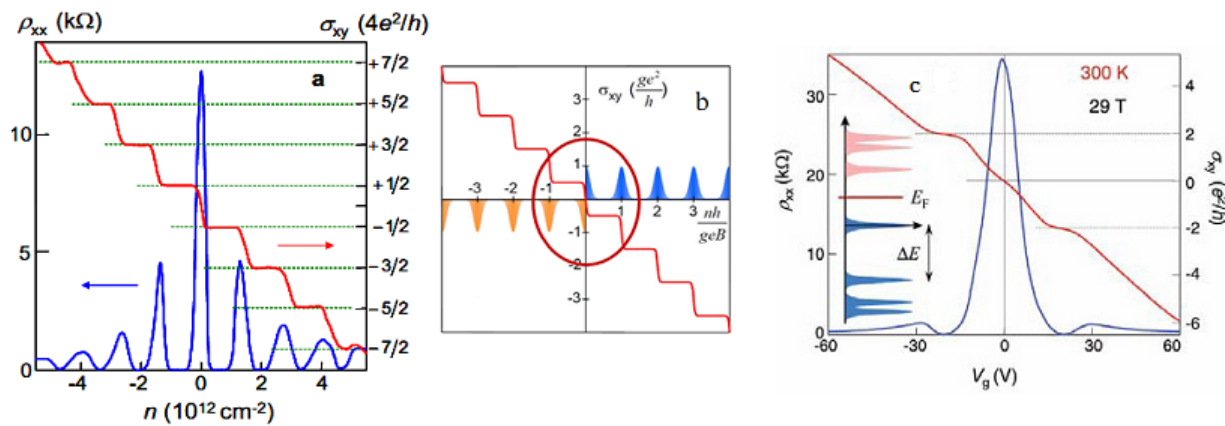 ρxx (kΩ)
σxy (4e²/h)
a
10
5
0
+7/2
+5/2
+3/2
+1/2
−1/2
−3/2
−5/2
−7/2
-4 -2 0 2 4
n (10¹² cm-2)
σxy (ge²/h)
b
3
2
1
-1
-2
-3
-3 -2 -1
1 2 3
nh/geB
c
300 K
29 T
ρxx (kΩ)
30
20
10
0
EF
ΔE
4
2
0
-2
-4
-6
σxy (e²/h)
-60 -30 0 30 60
Vg (V)